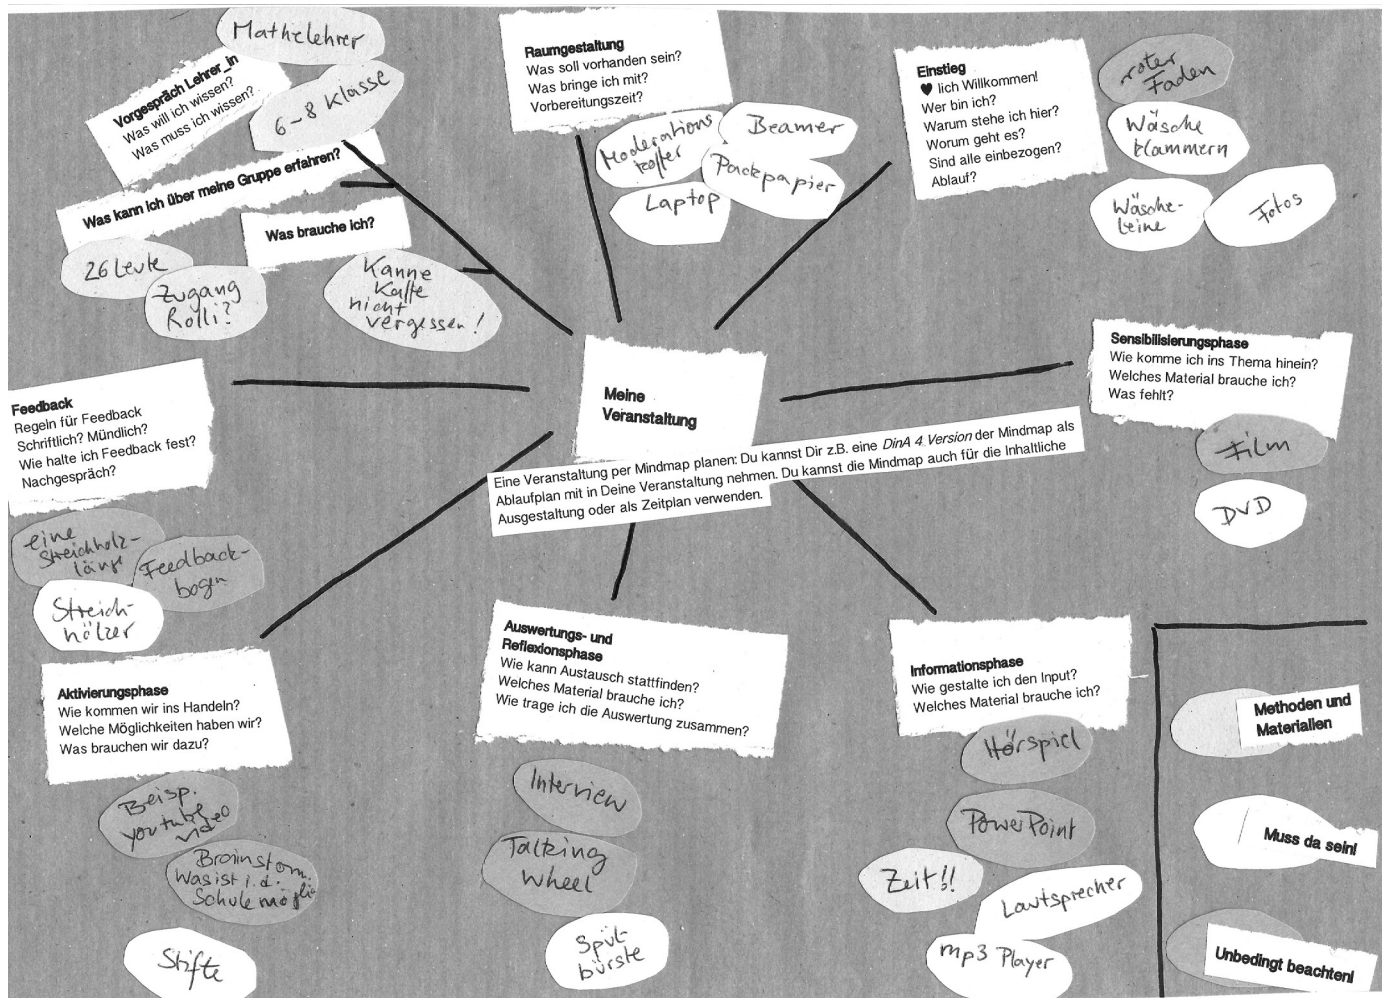 Mathelehrer
Vorgespräch Lehrer_in
Was will ich wissen?
Was muss ich wissen?
6-8 Klasse
Was kann ich über meine Gruppe erfahren?
26 Leute
Zugang
Rolli?
Was brauche ich?
Kanne
Kaffe
nicht
vergessen!
Raumgestaltung
Was soll vorhanden sein?
Was bringe ich mit?
Vorbereitungszeit?
Moderations
koffer
Beamer
Packpapier
Laptop
Einstieg
♥ lich Willkommen!
Wer bin ich?
Warum stehe ich hier?
Worum geht es?
Sind alle einbezogen?
Ablauf?
roter
Faden
Wäsche
klammern
Wäsche-
leine
Fotos
Feedback
Regeln für Feedback
Schriftlich? Mündlich?
Wie halte ich Feedback fest?
Nachgespräch?
eine
Streichholz-
länge
Feedback-
bogen
Streich-
hölzer
Meine
Veranstaltung
Eine Veranstaltung per Mindmap planen: Du kannst Dir z.B. eine DinA 4 Version der Mindmap als
Ablaufplan mit in Deine Veranstaltung nehmen. Du kannst die Mindmap auch für die Inhaltliche
Ausgestaltung oder als Zeitplan verwenden.
Sensibilisierungsphase
Wie komme ich ins Thema hinein?
Welches Material brauche ich?
Was fehlt?
Film
DVD
Aktivierungsphase
Wie kommen wir ins Handeln?
Welche Möglichkeiten haben wir?
Was brauchen wir dazu?
Beisp.
youtube
video
Brainstorm.
Was ist i.d.
Schule möglich
Stifte
Auswertungs- und
Reflexionsphase
Wie kann Austausch stattfinden?
Welches Material brauche ich?
Wie trage ich die Auswertung zusammen?
Interview
Talking
Wheel
Spül-
bürste
Informationsphase
Wie gestalte ich den Input?
Welches Material brauche ich?
Hörspiel
PowerPoint
Zeit!!
Lautsprecher
mp3 Player
Methoden und
Materialien
Muss da sein!
Unbedingt beachten!